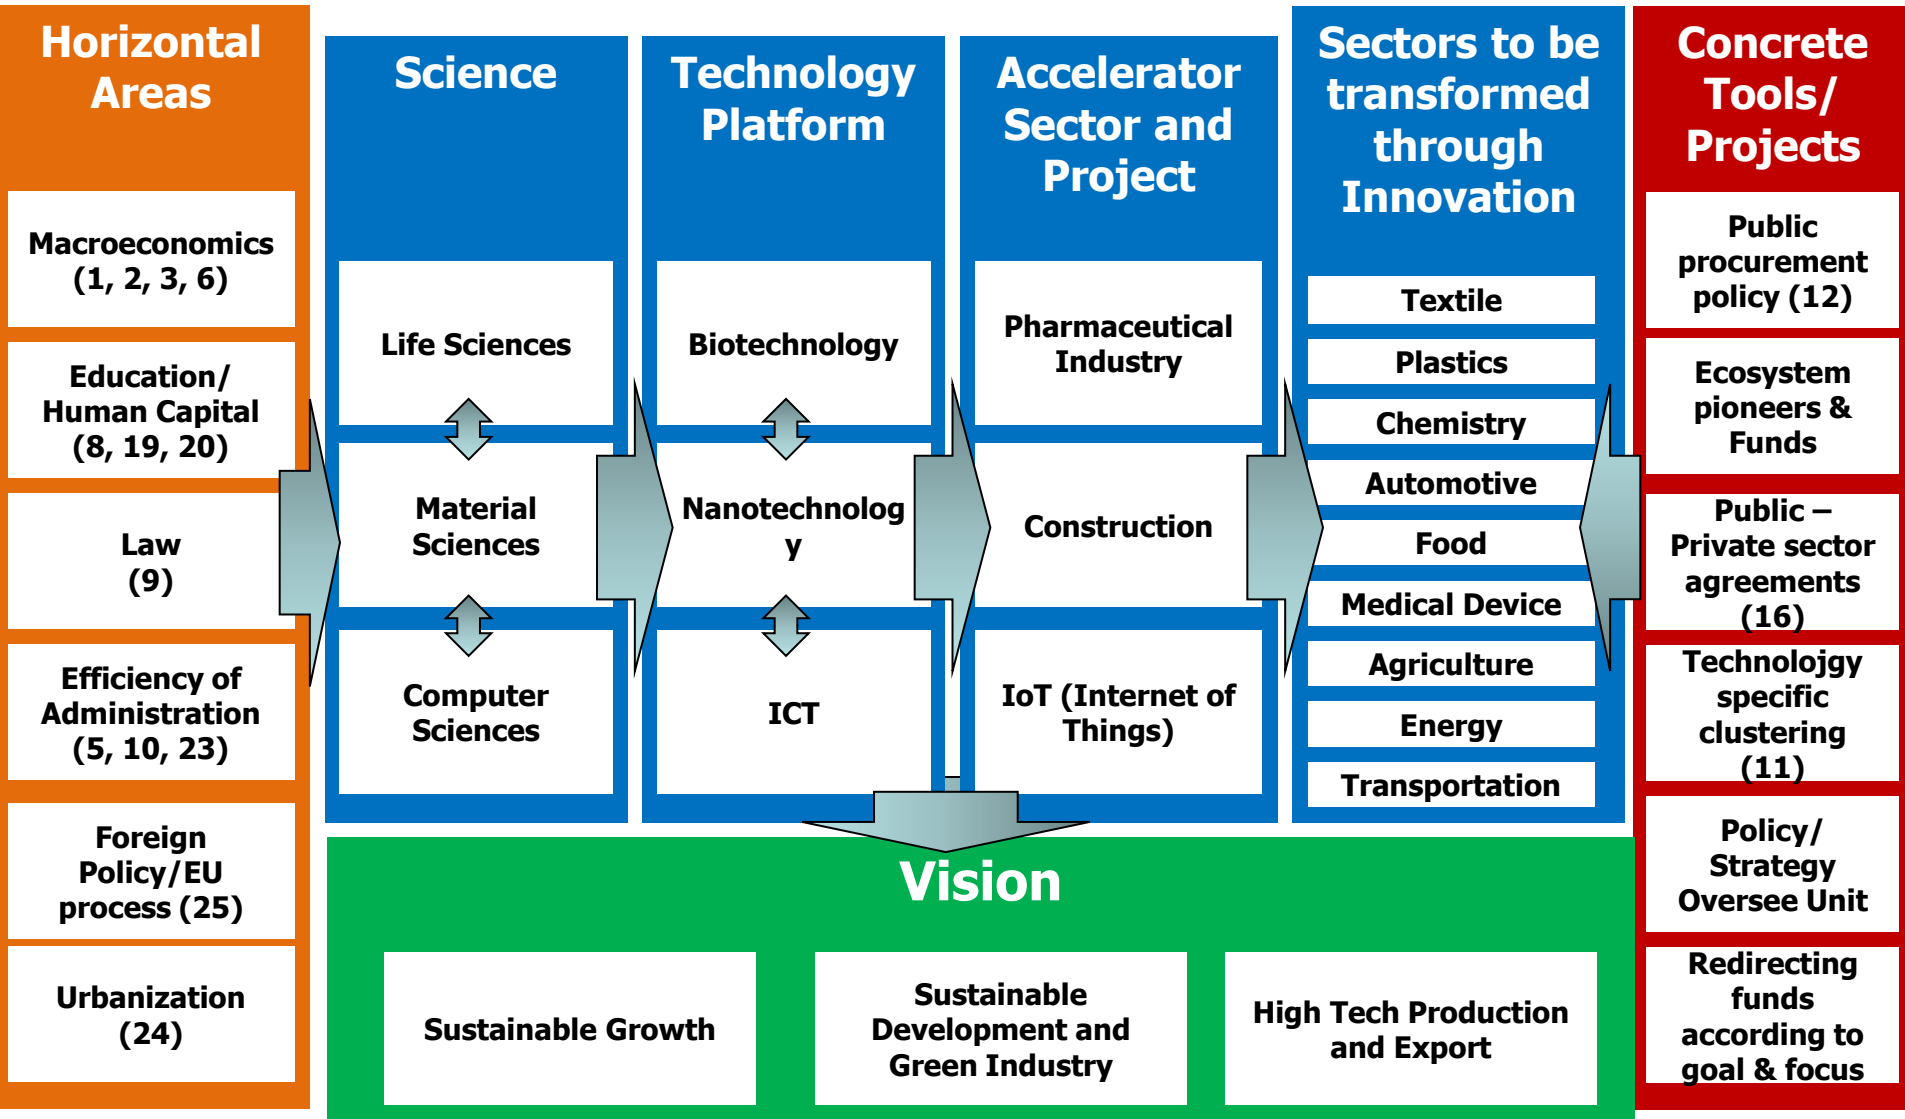 Horizontal
Areas
Macroeconomics
(1, 2, 3, 6)
Education/
Human Capital
(8, 19, 20)
Law
(9)
Efficiency of
Administration
(5, 10, 23)
Foreign
Policy/EU
process (25)
Urbanization
(24)
Science
Life Sciences
Material
Sciences
Computer
Sciences
Technology
Platform
Biotechnology
Nanotechnolog
y
ICT
Accelerator
Sector and
Project
Pharmaceutical
Industry
Construction
IoT (Internet of
Things)
Sectors to be
transformed
through
Innovation
Textile
Plastics
Chemistry
Automotive
Food
Medical Device
Agriculture
Energy
Transportation
Concrete
Tools/
Projects
Public
procurement
policy (12)
Ecosystem
pioneers &
Funds
Public –
Private sector
agreements
(16)
Technolojgy
specific
clustering
(11)
Policy/
Strategy
Oversee Unit
Redirecting
funds
according to
goal & focus
Vision
Sustainable Growth
Sustainable
Development and
Green Industry
High Tech Production
and Export